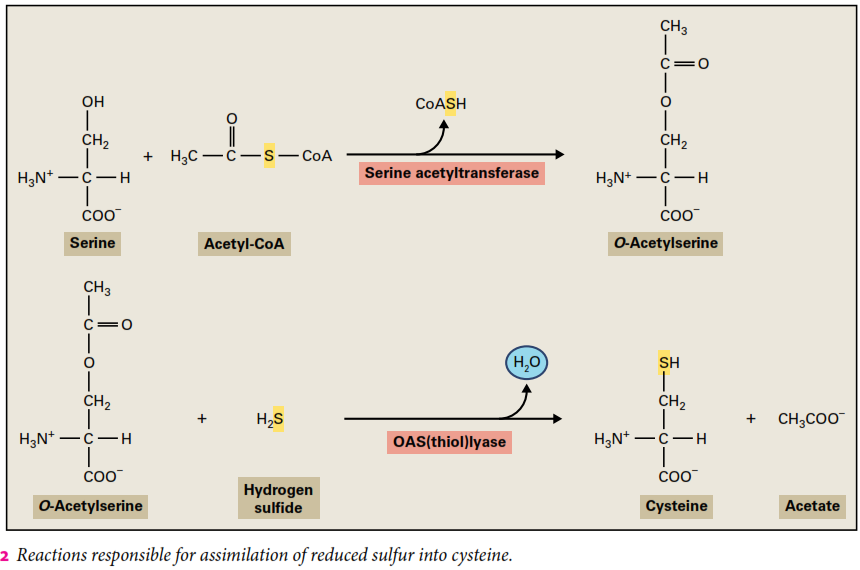 CH₃
C=O
O
CH₂
H₃N⁺—C—H
COO⁻
O-Acetylserine
OH
CH₂
H₃N⁺—C—H
COO⁻
Serine
+
O
H₃C—C—S—CoA
Acetyl-CoA
CoASH
Serine acetyltransferase
CH₃
C=O
O
CH₂
H₃N⁺—C—H
COO⁻
O-Acetylserine
+
H₂S
Hydrogen
sulfide
H₂O
OAS(thiol)lyase
SH
CH₂
H₃N⁺—C—H
COO⁻
Cysteine
+
CH₃COO⁻
Acetate
2 Reactions responsible for assimilation of reduced sulfur into cysteine.